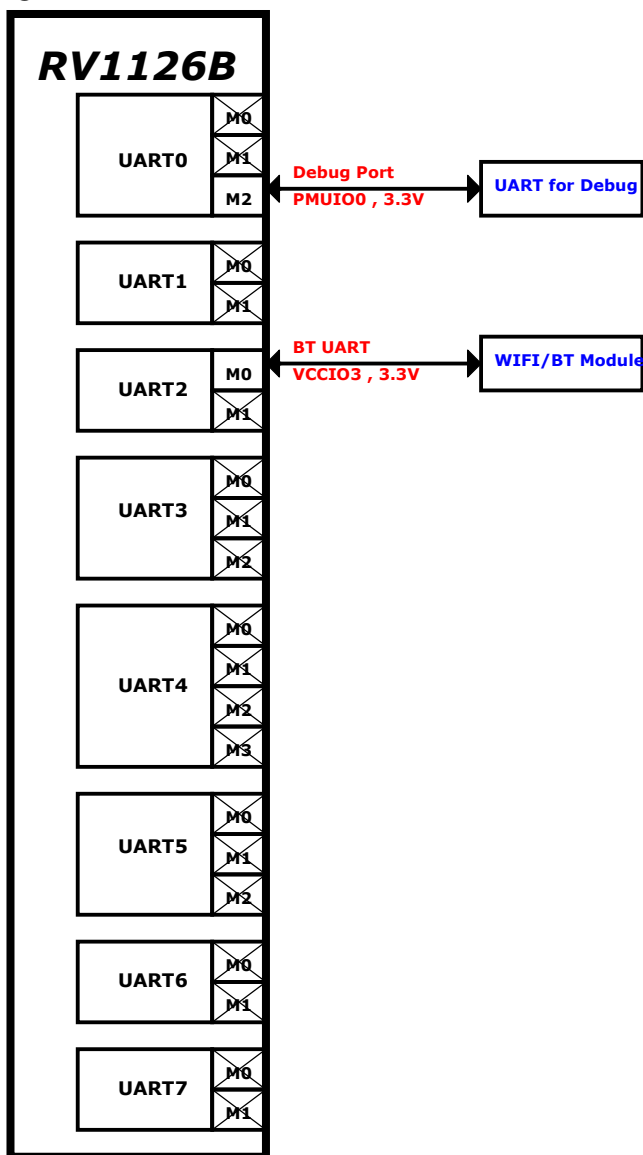 RV1126B
UART0
M0
M1
M2
Debug Port
PMUIO0 , 3.3V
UART for Debug
UART1
M0
M1
UART2
M0
M1
BT UART
VCCIO3 , 3.3V
WIFI/BT Module
UART3
M0
M1
M2
UART4
M0
M1
M2
M3
UART5
M0
M1
M2
UART6
M0
M1
UART7
M0
M1